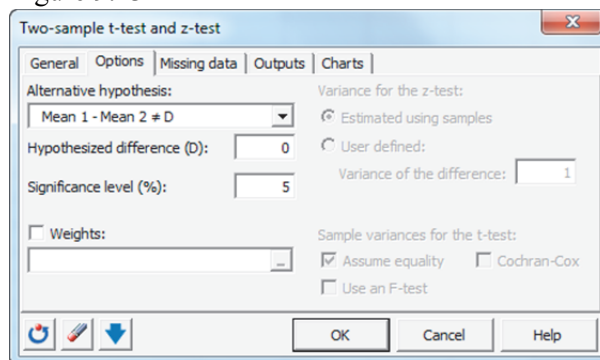 Two-sample t-test and z-test
General Options Missing data Outputs Charts
Alternative hypothesis:
Mean 1 - Mean 2 ≠ D
Hypothesized difference (D): 0
Significance level (%): 5
Weights:
Variance for the z-test:
Estimated using samples
User defined:
Variance of the difference: 1
Sample variances for the t-test:
Assume equality Cochran-Cox
Use an F-test
OK Cancel Help